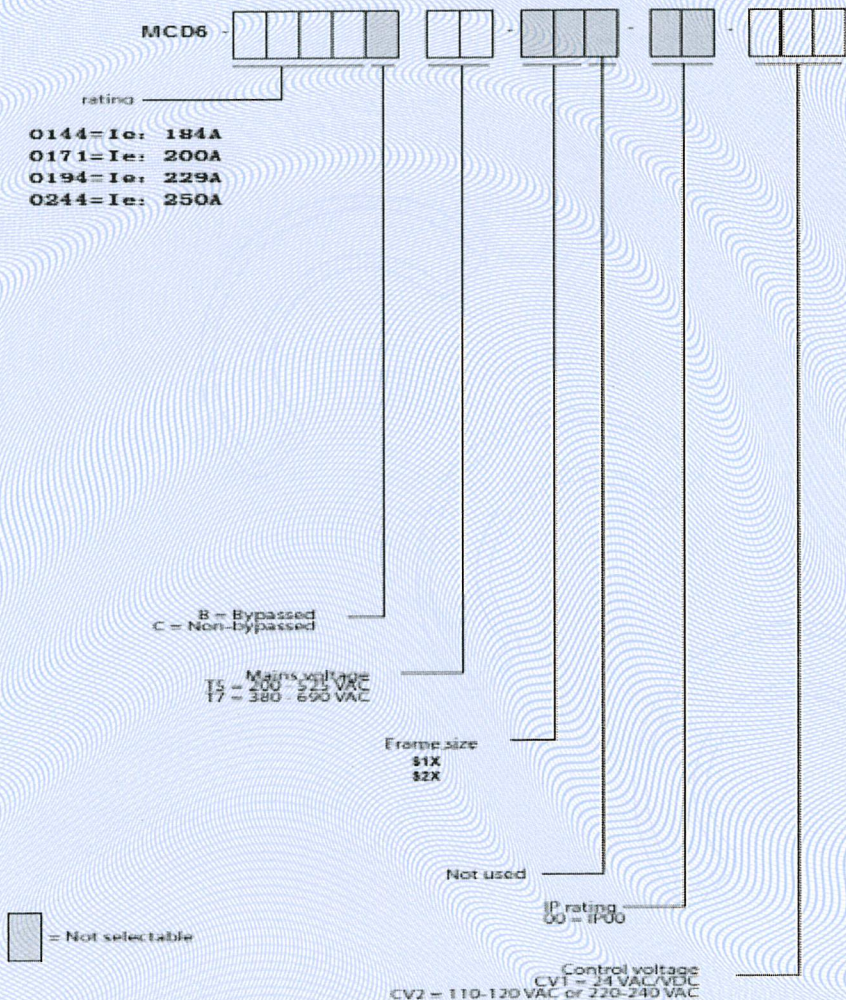 MCD6 - - - -
rating
0144=Ie: 184A
0171=Ie: 200A
0194=Ie: 229A
0244=Ie: 250A
B = Bypassed
C = Non-bypassed
Mains voltage
T5 = 200 - 525 VAC
T7 = 380 - 690 VAC
Frame size
S1X
S2X
Not used
IP rating
00 = IP00
= Not selectable
Control voltage
CV1 = 24 VAC/VDC
CV2 = 110-120 VAC or 220-240 VAC